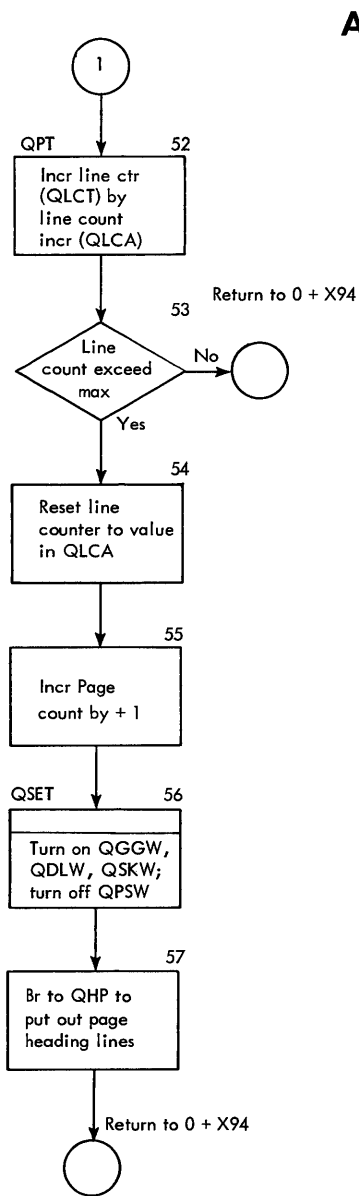 A
1
QPT 52
Incr line ctr
(QLCT) by
line count
incr (QLCA)
53
Return to 0 + X94
Line
count exceed
max
No
Yes
54
Reset line
counter to value
in QLCA
55
Incr Page
count by + 1
QSET 56
Turn on QGGW,
QDLW, QSKW;
turn off QPSW
57
Br to QHP to
put out page
heading lines
Return to 0 + X94